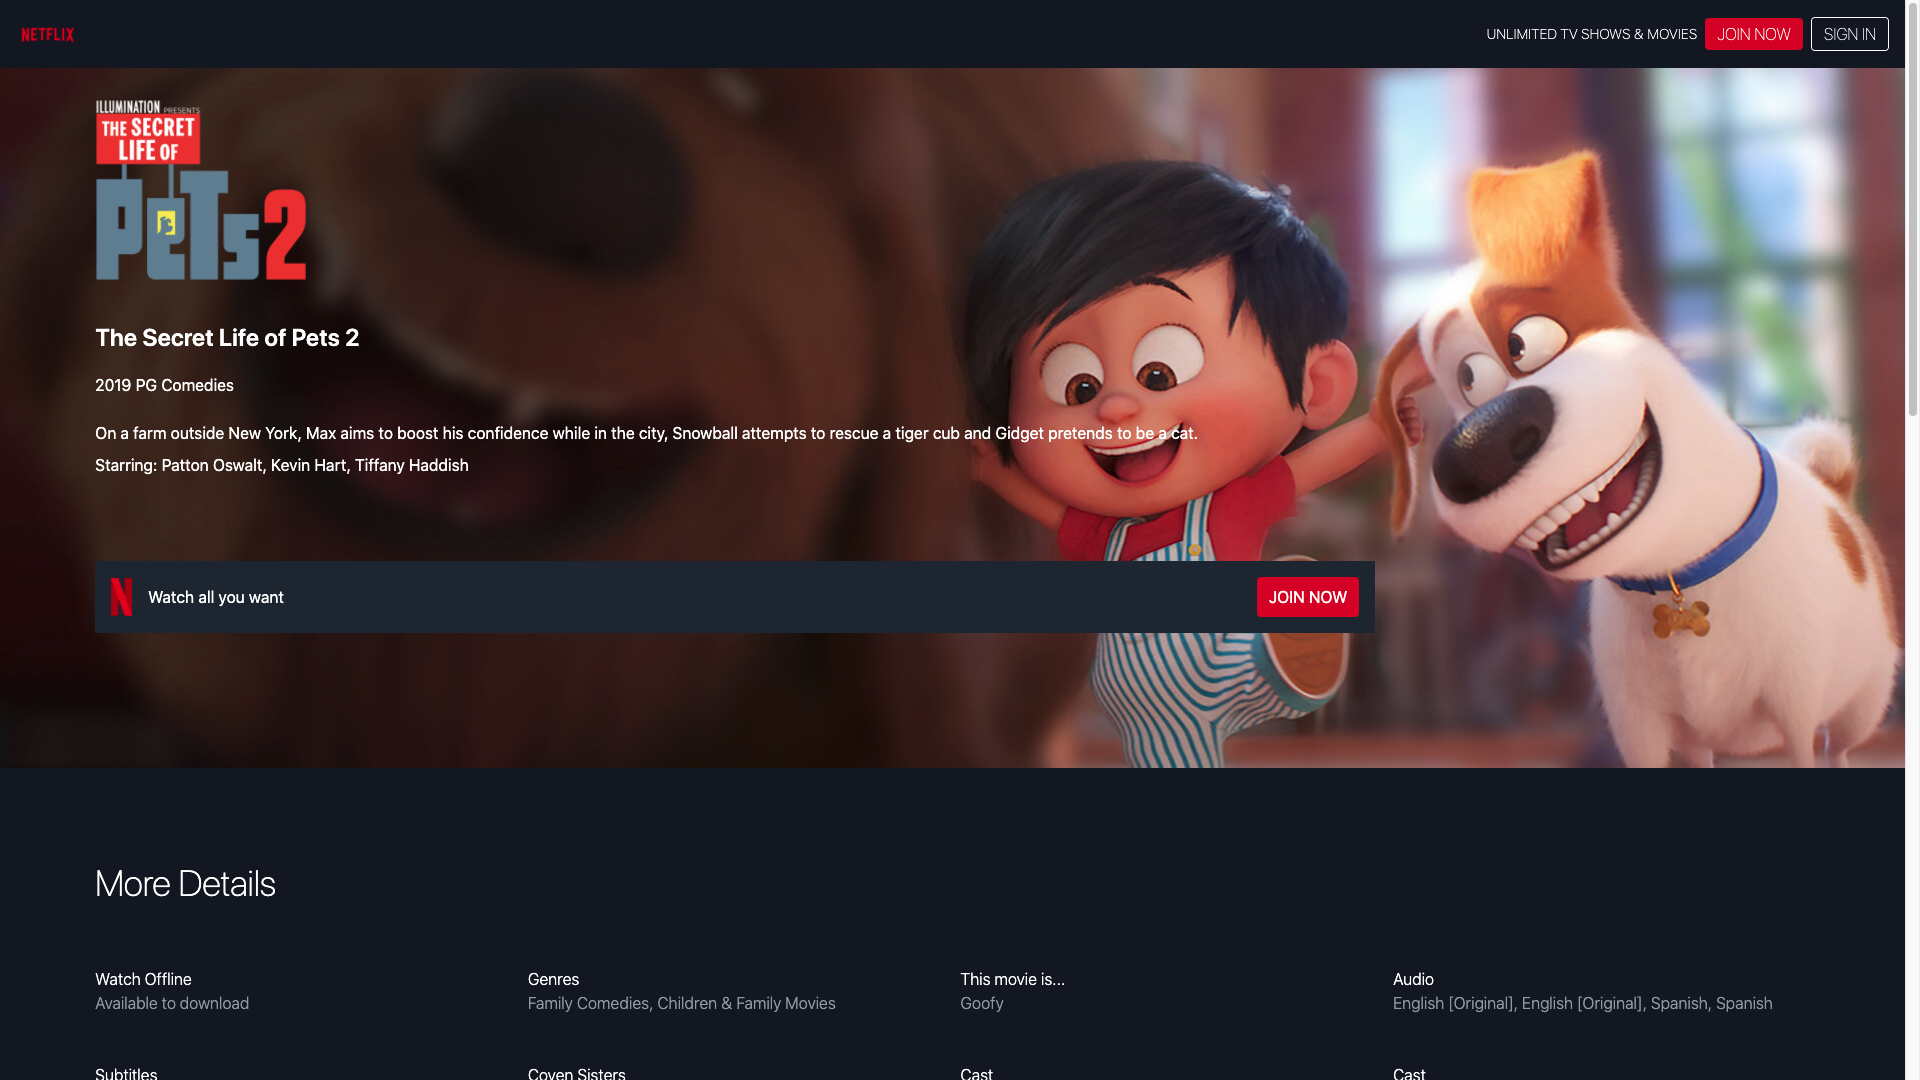 NETFLIX
UNLIMITED TV SHOWS & MOVIES
JOIN NOW
SIGN IN
ILLUMINATION PRESENTS
THE SECRET
LIFE OF
PETS 2
The Secret Life of Pets 2
2019 PG Comedies
On a farm outside New York, Max aims to boost his confidence while in the city, Snowball attempts to rescue a tiger cub and Gidget pretends to be a cat.
Starring: Patton Oswalt, Kevin Hart, Tiffany Haddish
N
Watch all you want
JOIN NOW
More Details
Watch Offline
Available to download
Genres
Family Comedies, Children & Family Movies
This movie is...
Goofy
Audio
English [Original], English [Original], Spanish, Spanish
Subtitles
Coven Sisters
Cast
Cast